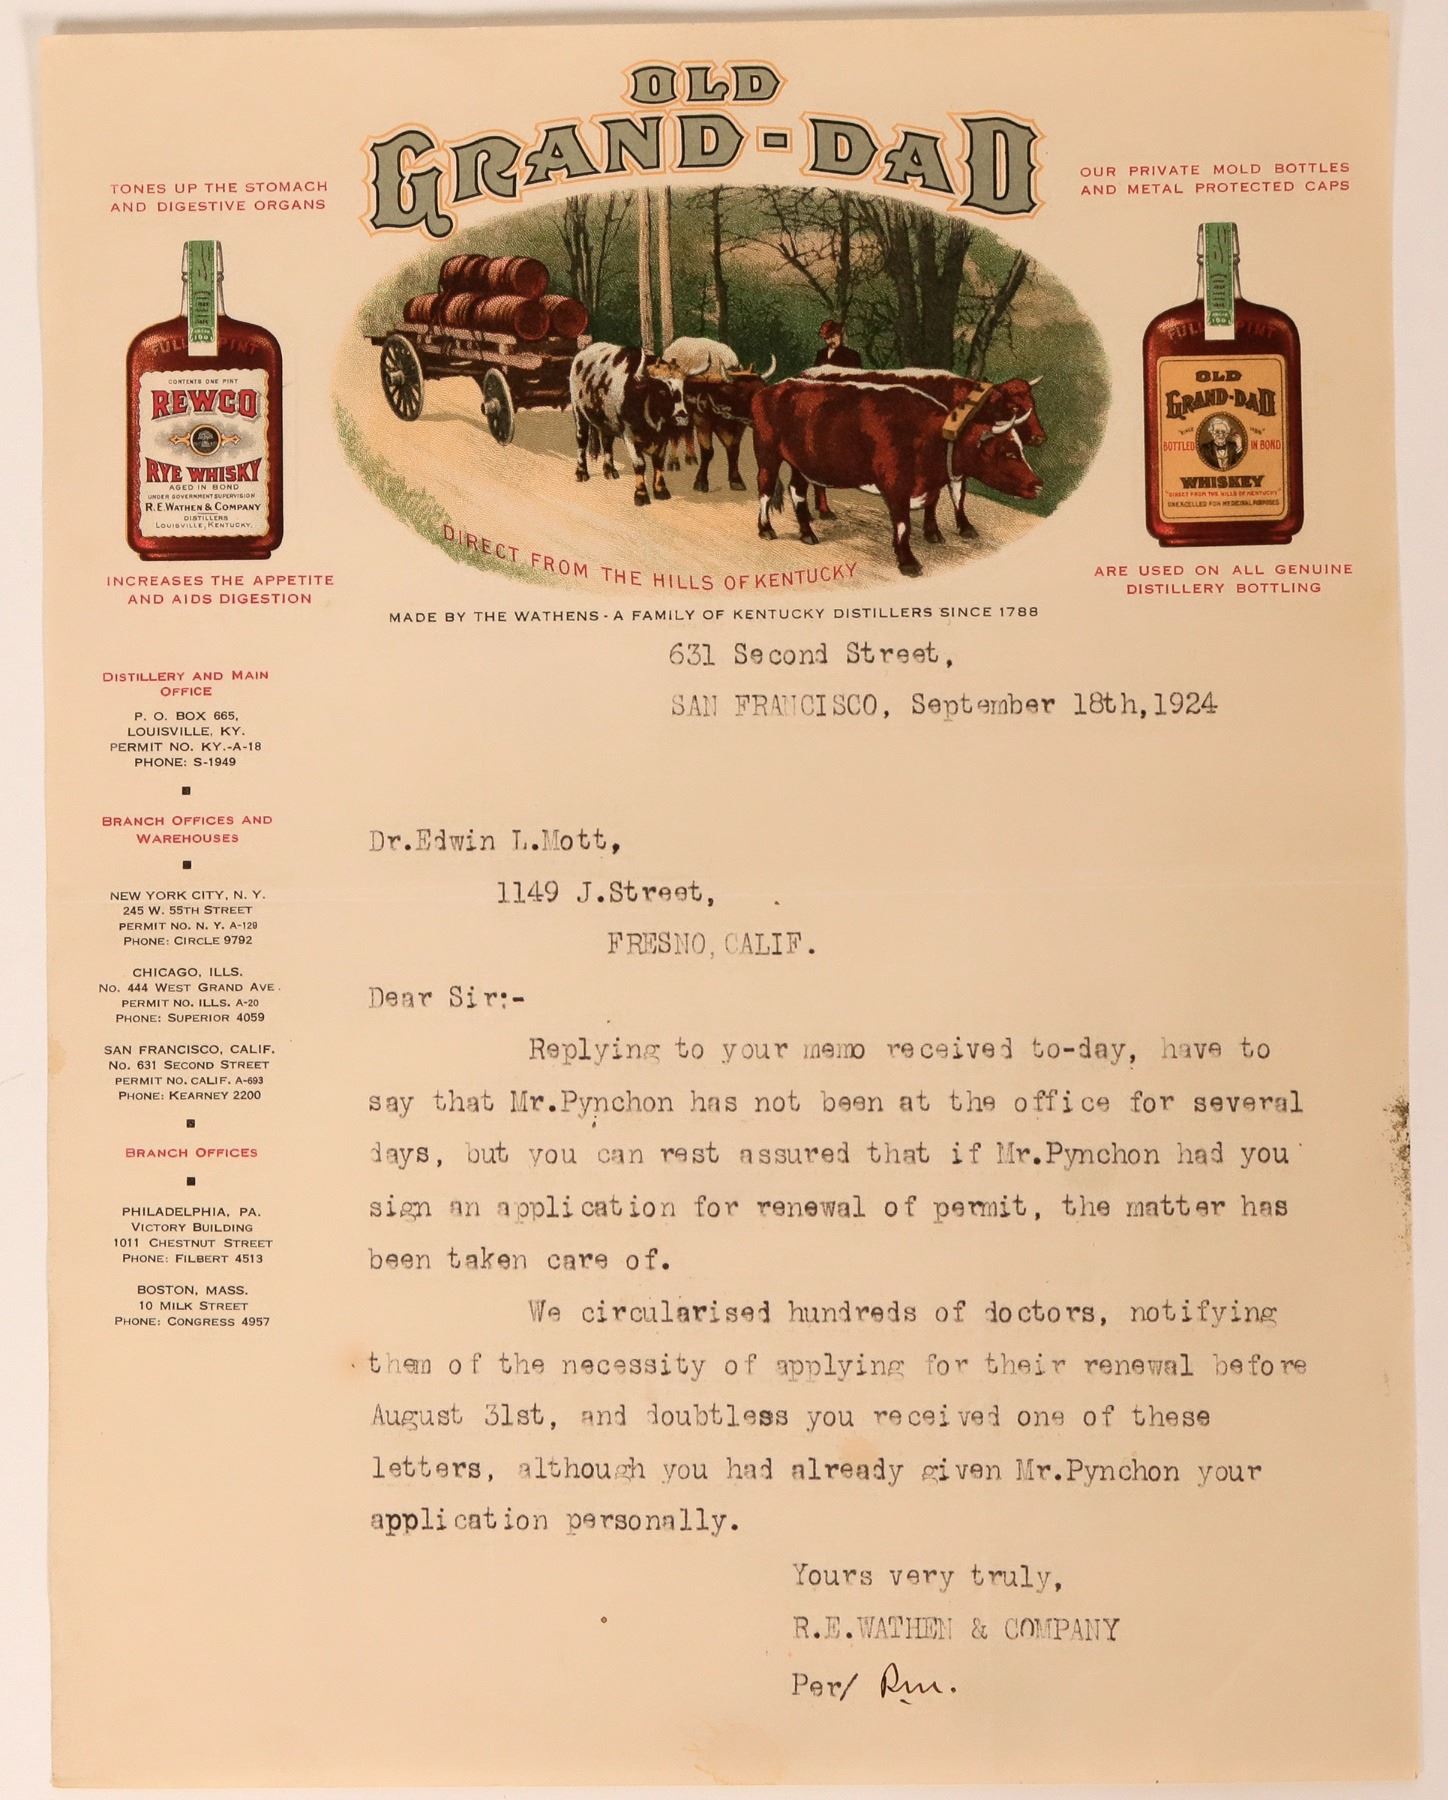 OLD
GRAND-DAD
TONES UP THE STOMACH
AND DIGESTIVE ORGANS
FULL PINT
CONTENTS ONE PINT
REWCO
RYE WHISKY
AGED IN BOND
UNDER GOVERNMENT SUPERVISION
R.E. WATHEN & COMPANY
DISTILLERS
LOUISVILLE, KENTUCKY.
INCREASES THE APPETITE
AND AIDS DIGESTION
OUR PRIVATE MOLD BOTTLES
AND METAL PROTECTED CAPS
FULL PINT
OLD
GRAND-DAD
BOTTLED IN BOND
WHISKEY
"DIRECT FROM THE HILLS OF KENTUCKY"
UNEXCELLED FOR MEDICINAL PURPOSES
ARE USED ON ALL GENUINE
DISTILLERY BOTTLING
DIRECT FROM THE HILLS OF KENTUCKY
MADE BY THE WATHENS - A FAMILY OF KENTUCKY DISTILLERS SINCE 1788
DISTILLERY AND MAIN
OFFICE
P. O. BOX 665,
LOUISVILLE, KY.
PERMIT NO. KY.-A-18
PHONE: S-1949
BRANCH OFFICES AND
WAREHOUSES
NEW YORK CITY, N. Y.
245 W. 55TH STREET
PERMIT NO. N. Y. A-129
PHONE: CIRCLE 9792
CHICAGO, ILLS.
No. 444 WEST GRAND AVE.
PERMIT NO. ILLS. A-20
PHONE: SUPERIOR 4059
SAN FRANCISCO, CALIF.
No. 631 SECOND STREET
PERMIT NO. CALIF. A-693
PHONE: KEARNEY 2200
BRANCH OFFICES
PHILADELPHIA, PA.
VICTORY BUILDING
1011 CHESTNUT STREET
PHONE: FILBERT 4513
BOSTON, MASS.
10 MILK STREET
PHONE: CONGRESS 4957
631 Second Street,
SAN FRANCISCO, September 18th,1924
Dr.Edwin L.Mott,
1149 J.Street,
FRESNO,CALIF.
Dear Sir:-
Replying to your memo received to-day, have to
say that Mr.Pynchon has not been at the office for several
days, but you can rest assured that if Mr.Pynchon had you
sign an application for renewal of permit, the matter has
been taken care of.
We circularised hundreds of doctors, notifying
them of the necessity of applying for their renewal before
August 31st, and doubtless you received one of these
letters, although you had already given Mr.Pynchon your
application personally.
Yours very truly,
R.E.WATHEN & COMPANY
Per/ Rm.